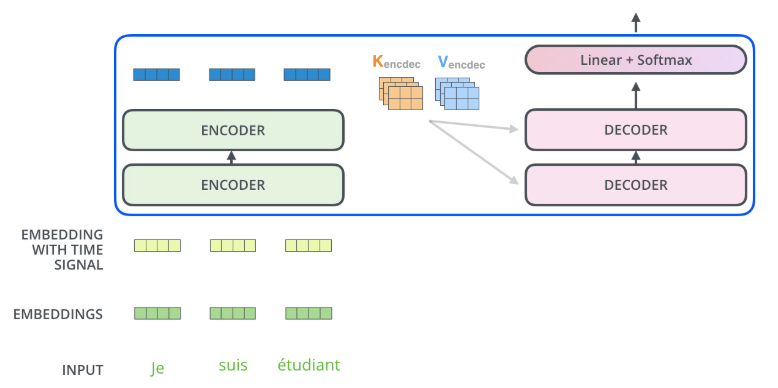 Kencdec Vencdec
Linear + Softmax
ENCODER
DECODER
ENCODER
DECODER
EMBEDDING
WITH TIME
SIGNAL
EMBEDDINGS
INPUT
Je suis étudiant